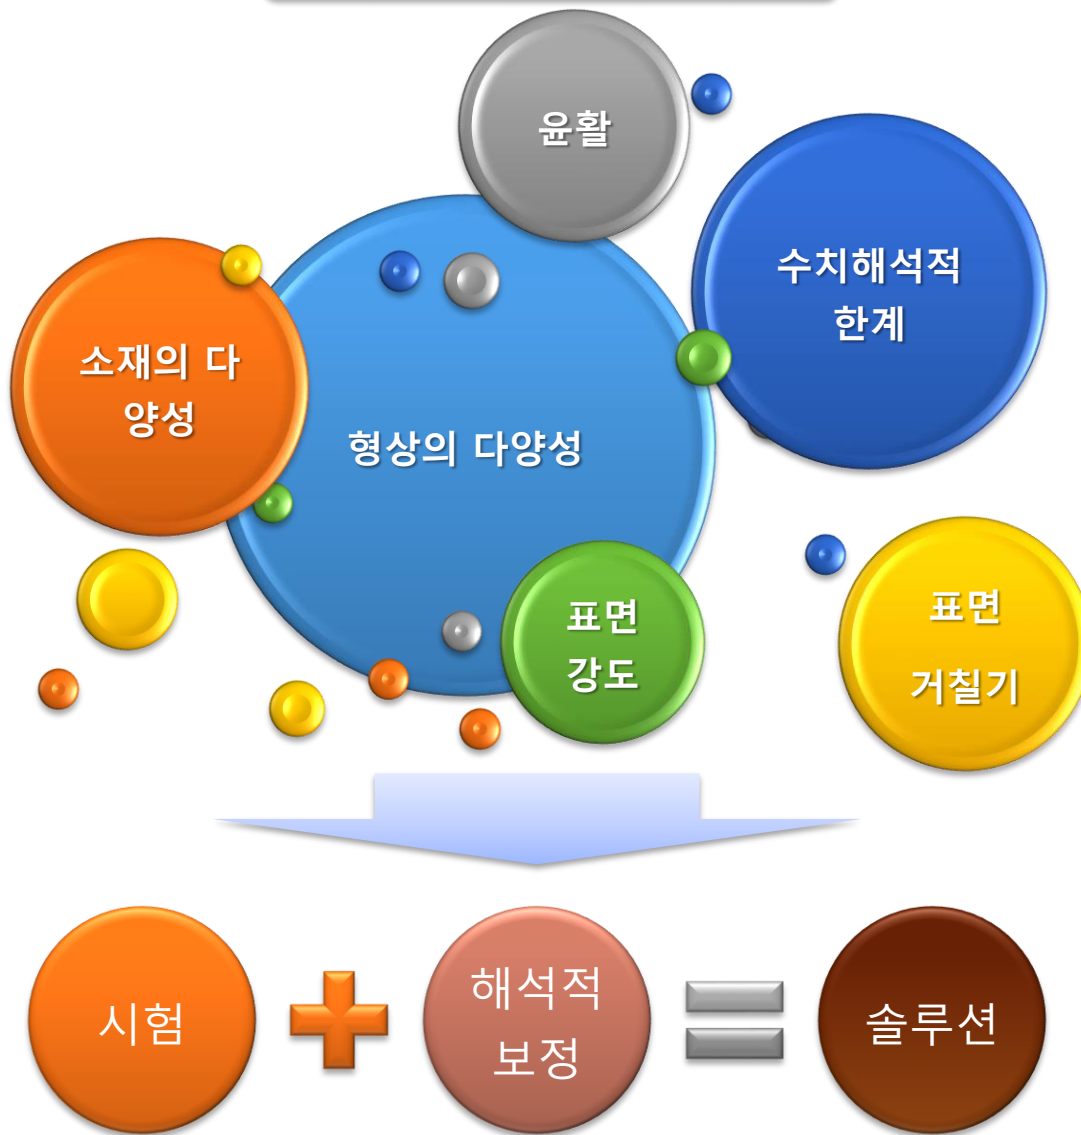 윤활
수치해석적
한계
소재의 다
양성
형상의 다양성
표면
강도
표면
거칠기
시험
해석적
보정
솔루션